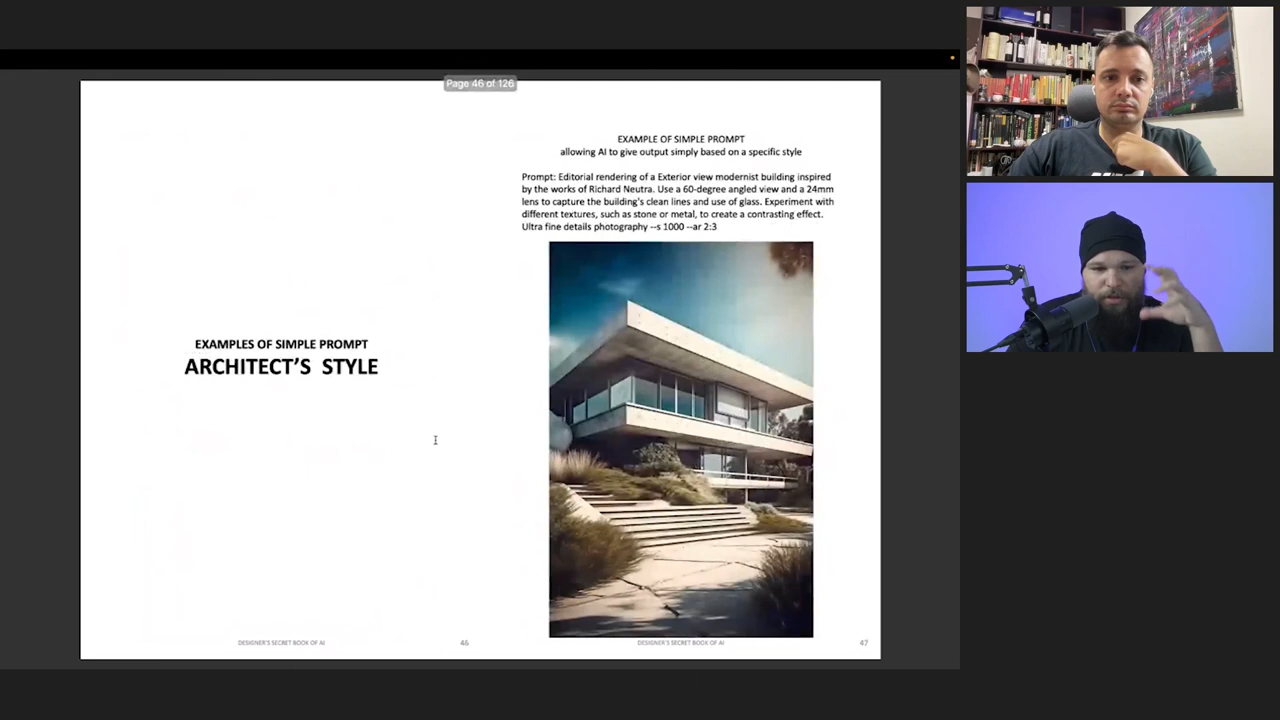 Page 46 of 126
EXAMPLES OF SIMPLE PROMPT
ARCHITECT'S STYLE
DESIGNER'S SECRET BOOK OF AI
46
EXAMPLE OF SIMPLE PROMPT
allowing AI to give output simply based on a specific style
Prompt: Editorial rendering of a Exterior view modernist building inspired
by the works of Richard Neutra. Use a 60-degree angled view and a 24mm
lens to capture the building's clean lines and use of glass. Experiment with
different textures, such as stone or metal, to create a contrasting effect.
Ultra fine details photography --s 1000 --ar 2:3
DESIGNER'S SECRET BOOK OF AI
47